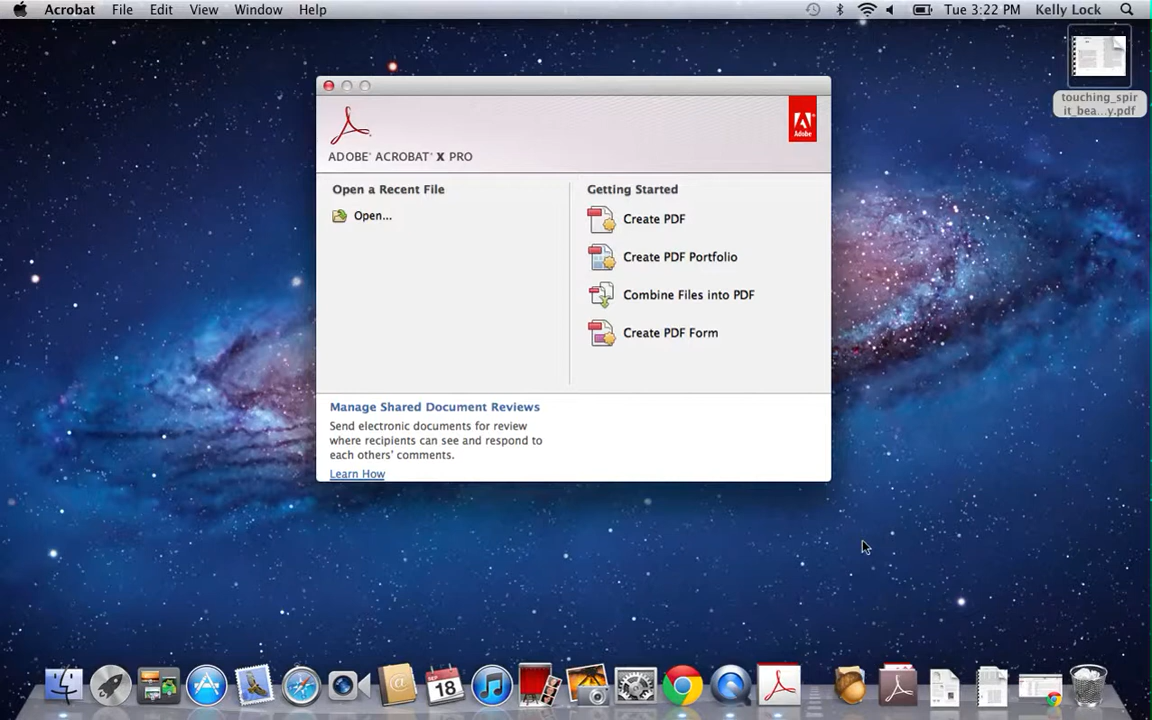 Acrobat File Edit View Window Help Tue 3:22 PM Kelly Lock
touching_spir
it_bea...y.pdf
Adobe
ADOBE® ACROBAT® X PRO
Open a Recent File
Open...
Getting Started
Create PDF
Create PDF Portfolio
Combine Files into PDF
Create PDF Form
Manage Shared Document Reviews
Send electronic documents for review
where recipients can see and respond to
each others' comments.
Learn How
SEP
18